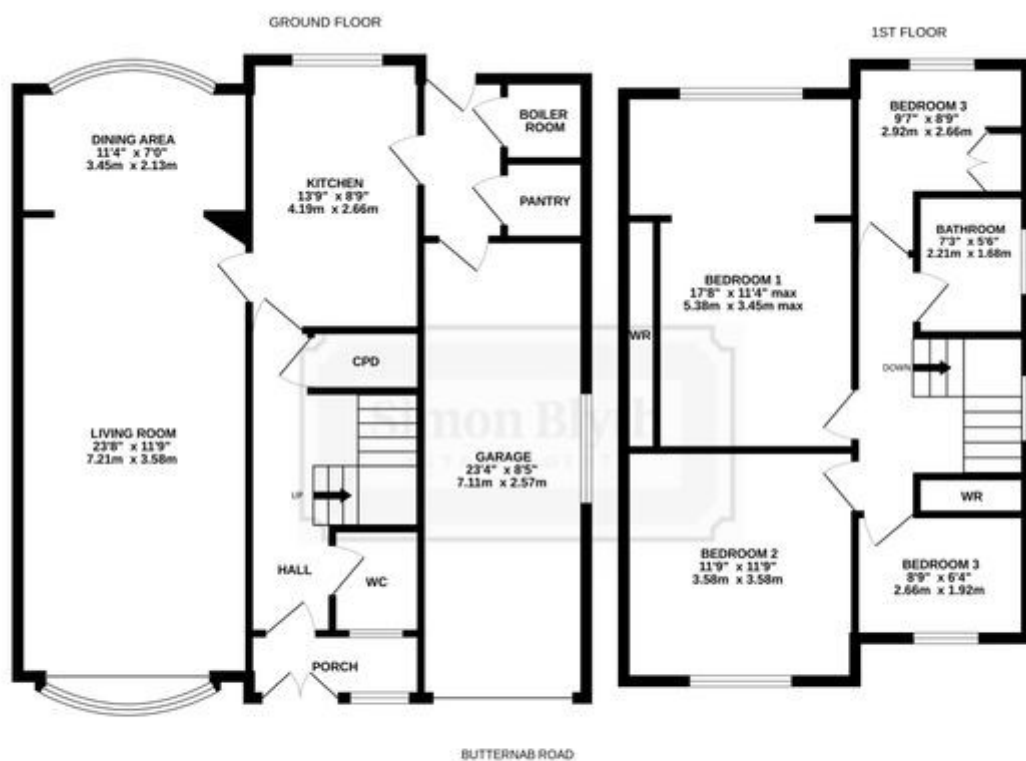 GROUND FLOOR
DINING AREA
11'4" x 7'0"
3.45m x 2.13m
KITCHEN
13'9" x 8'9"
4.19m x 2.66m
BOILER
ROOM
PANTRY
CPD
LIVING ROOM
23'8" x 11'9"
7.21m x 3.58m
GARAGE
23'4" x 8'5"
7.11m x 2.57m
UP
HALL
WC
PORCH
1ST FLOOR
BEDROOM 3
9'7" x 8'9"
2.92m x 2.66m
BATHROOM
7'3" x 5'6"
2.21m x 1.68m
BEDROOM 1
17'8" x 11'4" max
5.38m x 3.45m max
WR
DOWN
WR
BEDROOM 2
11'9" x 11'9"
3.58m x 3.58m
BEDROOM 3
8'9" x 6'4"
2.66m x 1.92m
Simon Blyth
BUTTERNAB ROAD